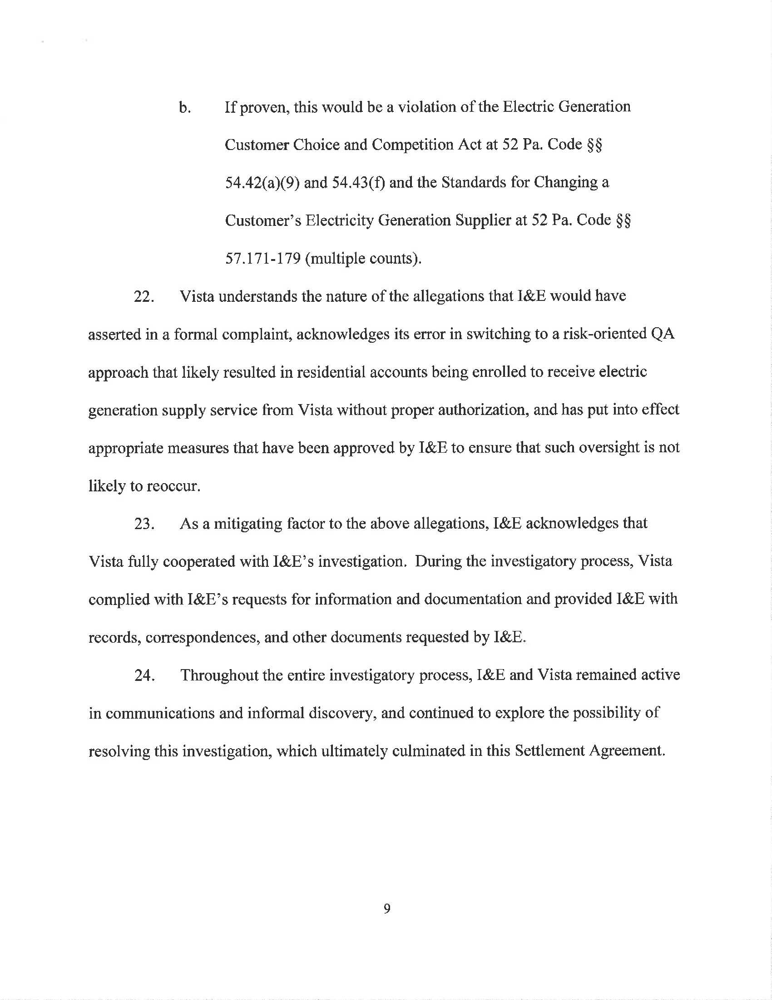 b. If proven, this would be a violation of the Electric Generation
Customer Choice and Competition Act at 52 Pa. Code §§
54.42(a)(9) and 54.43(f) and the Standards for Changing a
Customer's Electricity Generation Supplier at 52 Pa. Code §§
57.171-179 (multiple counts).
22. Vista understands the nature of the allegations that I&E would have
asserted in a formal complaint, acknowledges its error in switching to a risk-oriented QA
approach that likely resulted in residential accounts being enrolled to receive electric
generation supply service from Vista without proper authorization, and has put into effect
appropriate measures that have been approved by I&E to ensure that such oversight is not
likely to reoccur.
23. As a mitigating factor to the above allegations, I&E acknowledges that
Vista fully cooperated with I&E's investigation. During the investigatory process, Vista
complied with I&E's requests for information and documentation and provided I&E with
records, correspondences, and other documents requested by I&E.
24. Throughout the entire investigatory process, I&E and Vista remained active
in communications and informal discovery, and continued to explore the possibility of
resolving this investigation, which ultimately culminated in this Settlement Agreement.
9